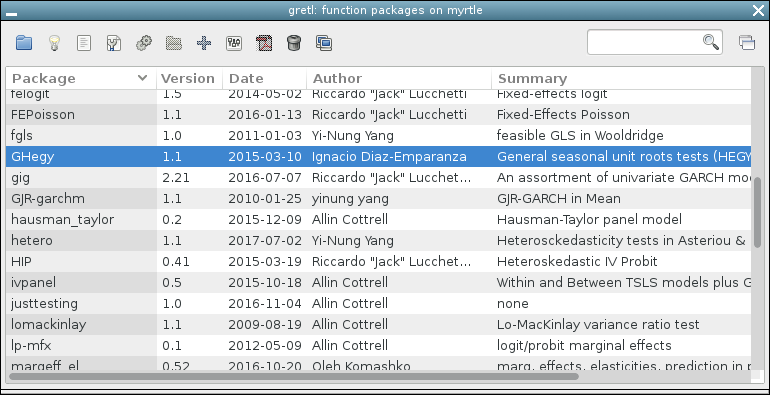 gretl: function packages on myrtle
Package Version Date Author Summary
felogit 1.5 2014-05-02 Riccardo "Jack" Lucchetti Fixed-effects logit
FEPoisson 1.1 2016-01-13 Riccardo "Jack" Lucchetti Fixed-Effects Poisson
fgls 1.0 2011-01-03 Yi-Nung Yang feasible GLS in Wooldridge
GHegy 1.1 2015-03-10 Ignacio Diaz-Emparanza General seasonal unit roots tests (HEGY
gig 2.21 2016-07-07 Riccardo "Jack" Lucchet... An assortment of univariate GARCH mo
GJR-garchm 1.1 2010-01-25 yinung yang GJR-GARCH in Mean
hausman_taylor 0.2 2015-12-09 Allin Cottrell Hausman-Taylor panel model
hetero 1.1 2017-07-02 Yi-Nung Yang Heterosckedasticity tests in Asteriou &
HIP 0.41 2015-03-19 Riccardo "Jack" Lucchet... Heteroskedastic IV Probit
ivpanel 0.5 2015-10-18 Allin Cottrell Within and Between TSLS models plus G
justtesting 1.0 2016-11-04 Allin Cottrell none
lomackinlay 1.1 2009-08-19 Allin Cottrell Lo-MacKinlay variance ratio test
lp-mfx 0.1 2012-05-09 Allin Cottrell logit/probit marginal effects
margeff_el 0.52 2016-10-20 Oleh Komashko marg. effects, elasticities, prediction in p